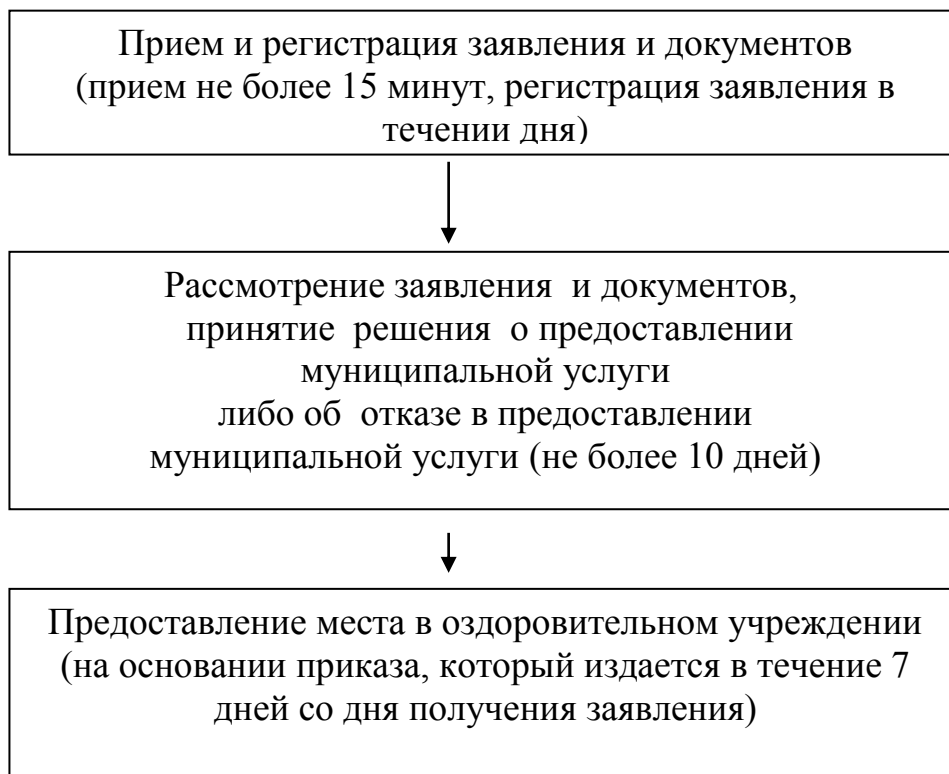 Прием и регистрация заявления и документов
(прием не более 15 минут, регистрация заявления в
течении дня)
Рассмотрение заявления и документов,
принятие решения о предоставлении
муниципальной услуги
либо об отказе в предоставлении
муниципальной услуги (не более 10 дней)
Предоставление места в оздоровительном учреждении
(на основании приказа, который издается в течение 7
дней со дня получения заявления)